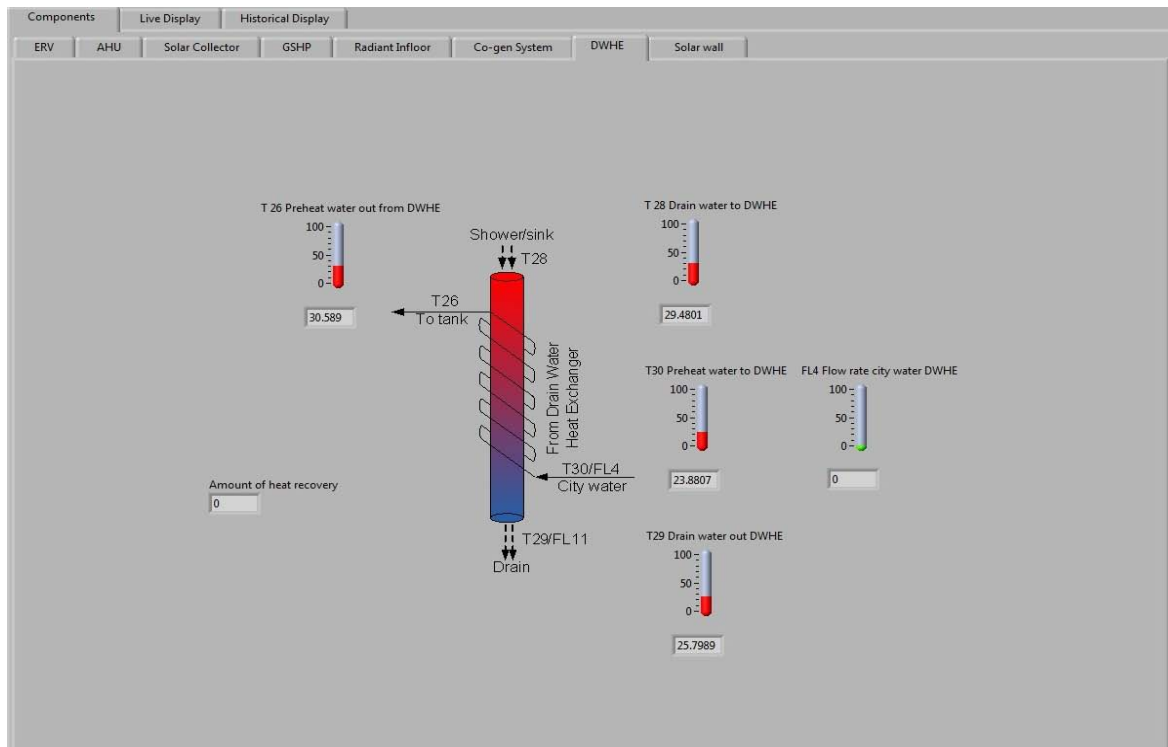 Components Live Display Historical Display
ERV AHU Solar Collector GSHP Radiant Infloor Co-gen System DWHE Solar wall
T 26 Preheat water out from DWHE
100
50
0
30.589
Shower/sink
T28
T26
To tank
From Drain Water
Heat Exchanger
T30/FL4
City water
T29/FL11
Drain
Amount of heat recovery
0
T 28 Drain water to DWHE
100
50
0
29.4801
T30 Preheat water to DWHE
100
50
0
23.8807
FL4 Flow rate city water DWHE
100
50
0
0
T29 Drain water out DWHE
100
50
0
25.7989